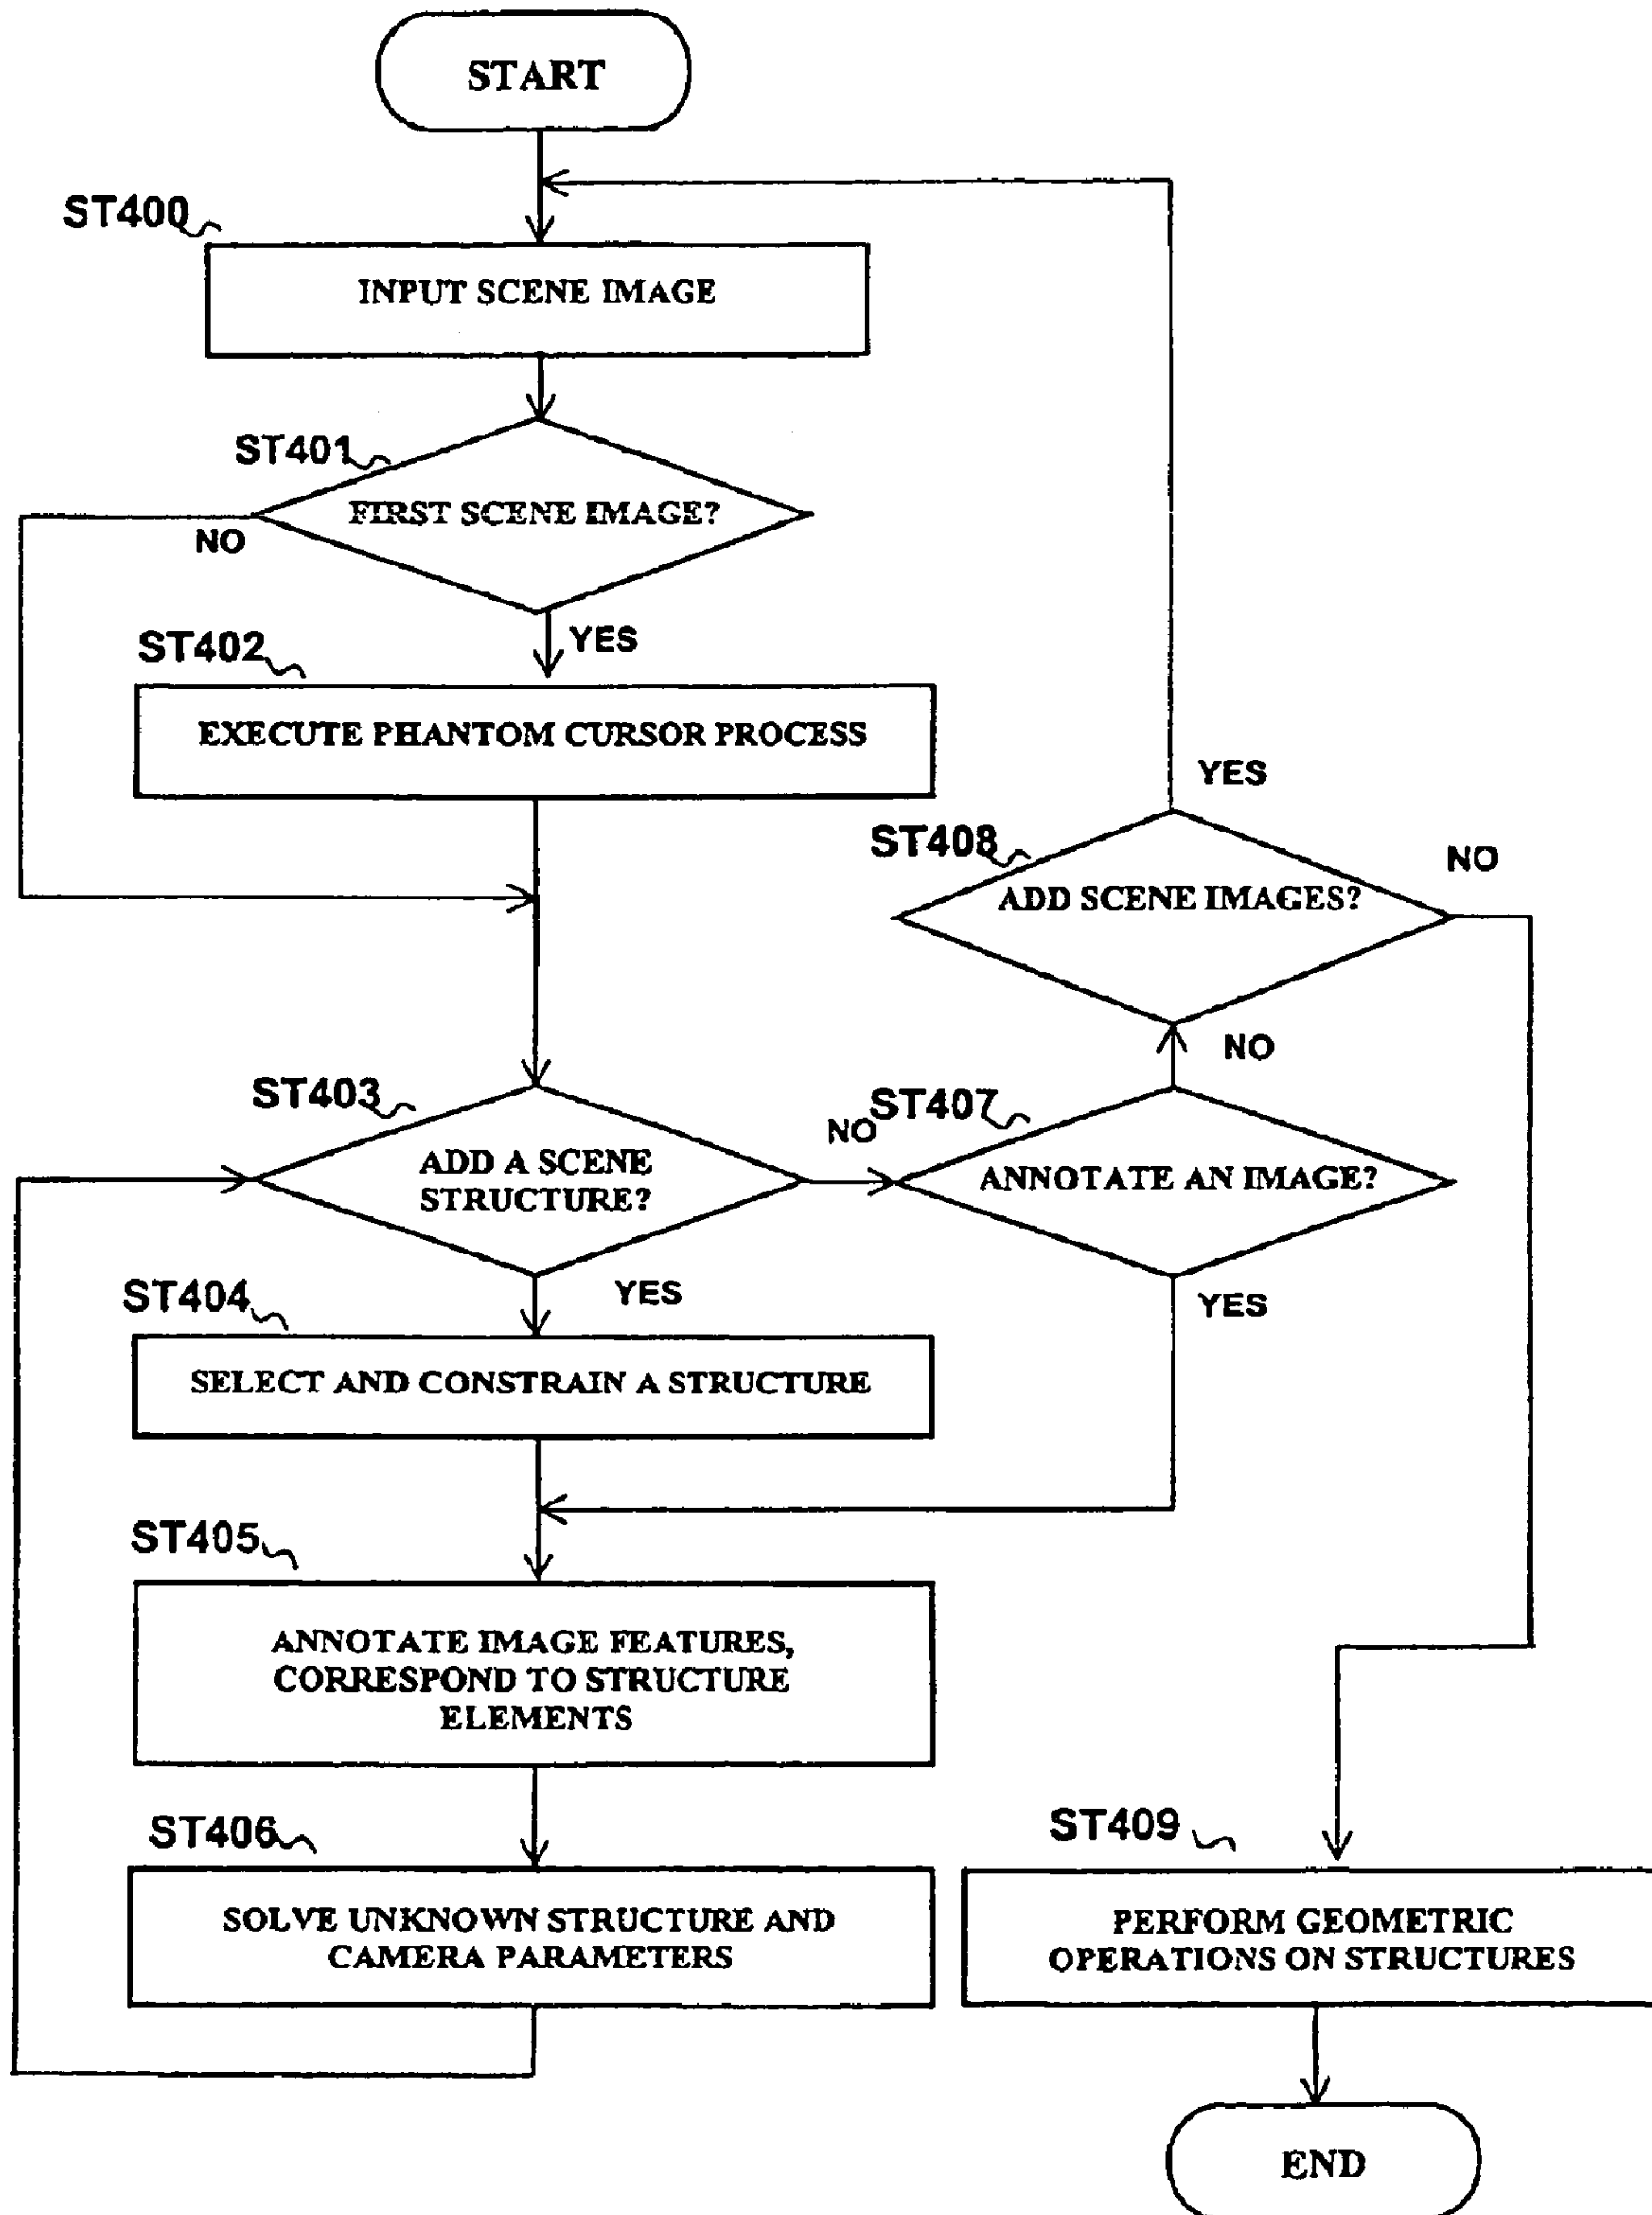 START
ST400
INPUT SCENE IMAGE
ST401
FIRST SCENE IMAGE?
NO
YES
ST402
EXECUTE PHANTOM CURSOR PROCESS
YES
ST408
NO
ADD SCENE IMAGES?
NO
ST403
ST407
NO
ADD A SCENE
STRUCTURE?
ANNOTATE AN IMAGE?
YES
YES
ST404
SELECT AND CONSTRAIN A STRUCTURE
ST405
ANNOTATE IMAGE FEATURES,
CORRESPOND TO STRUCTURE
ELEMENTS
ST406
SOLVE UNKNOWN STRUCTURE AND
CAMERA PARAMETERS
ST409
PERFORM GEOMETRIC
OPERATIONS ON STRUCTURES
END